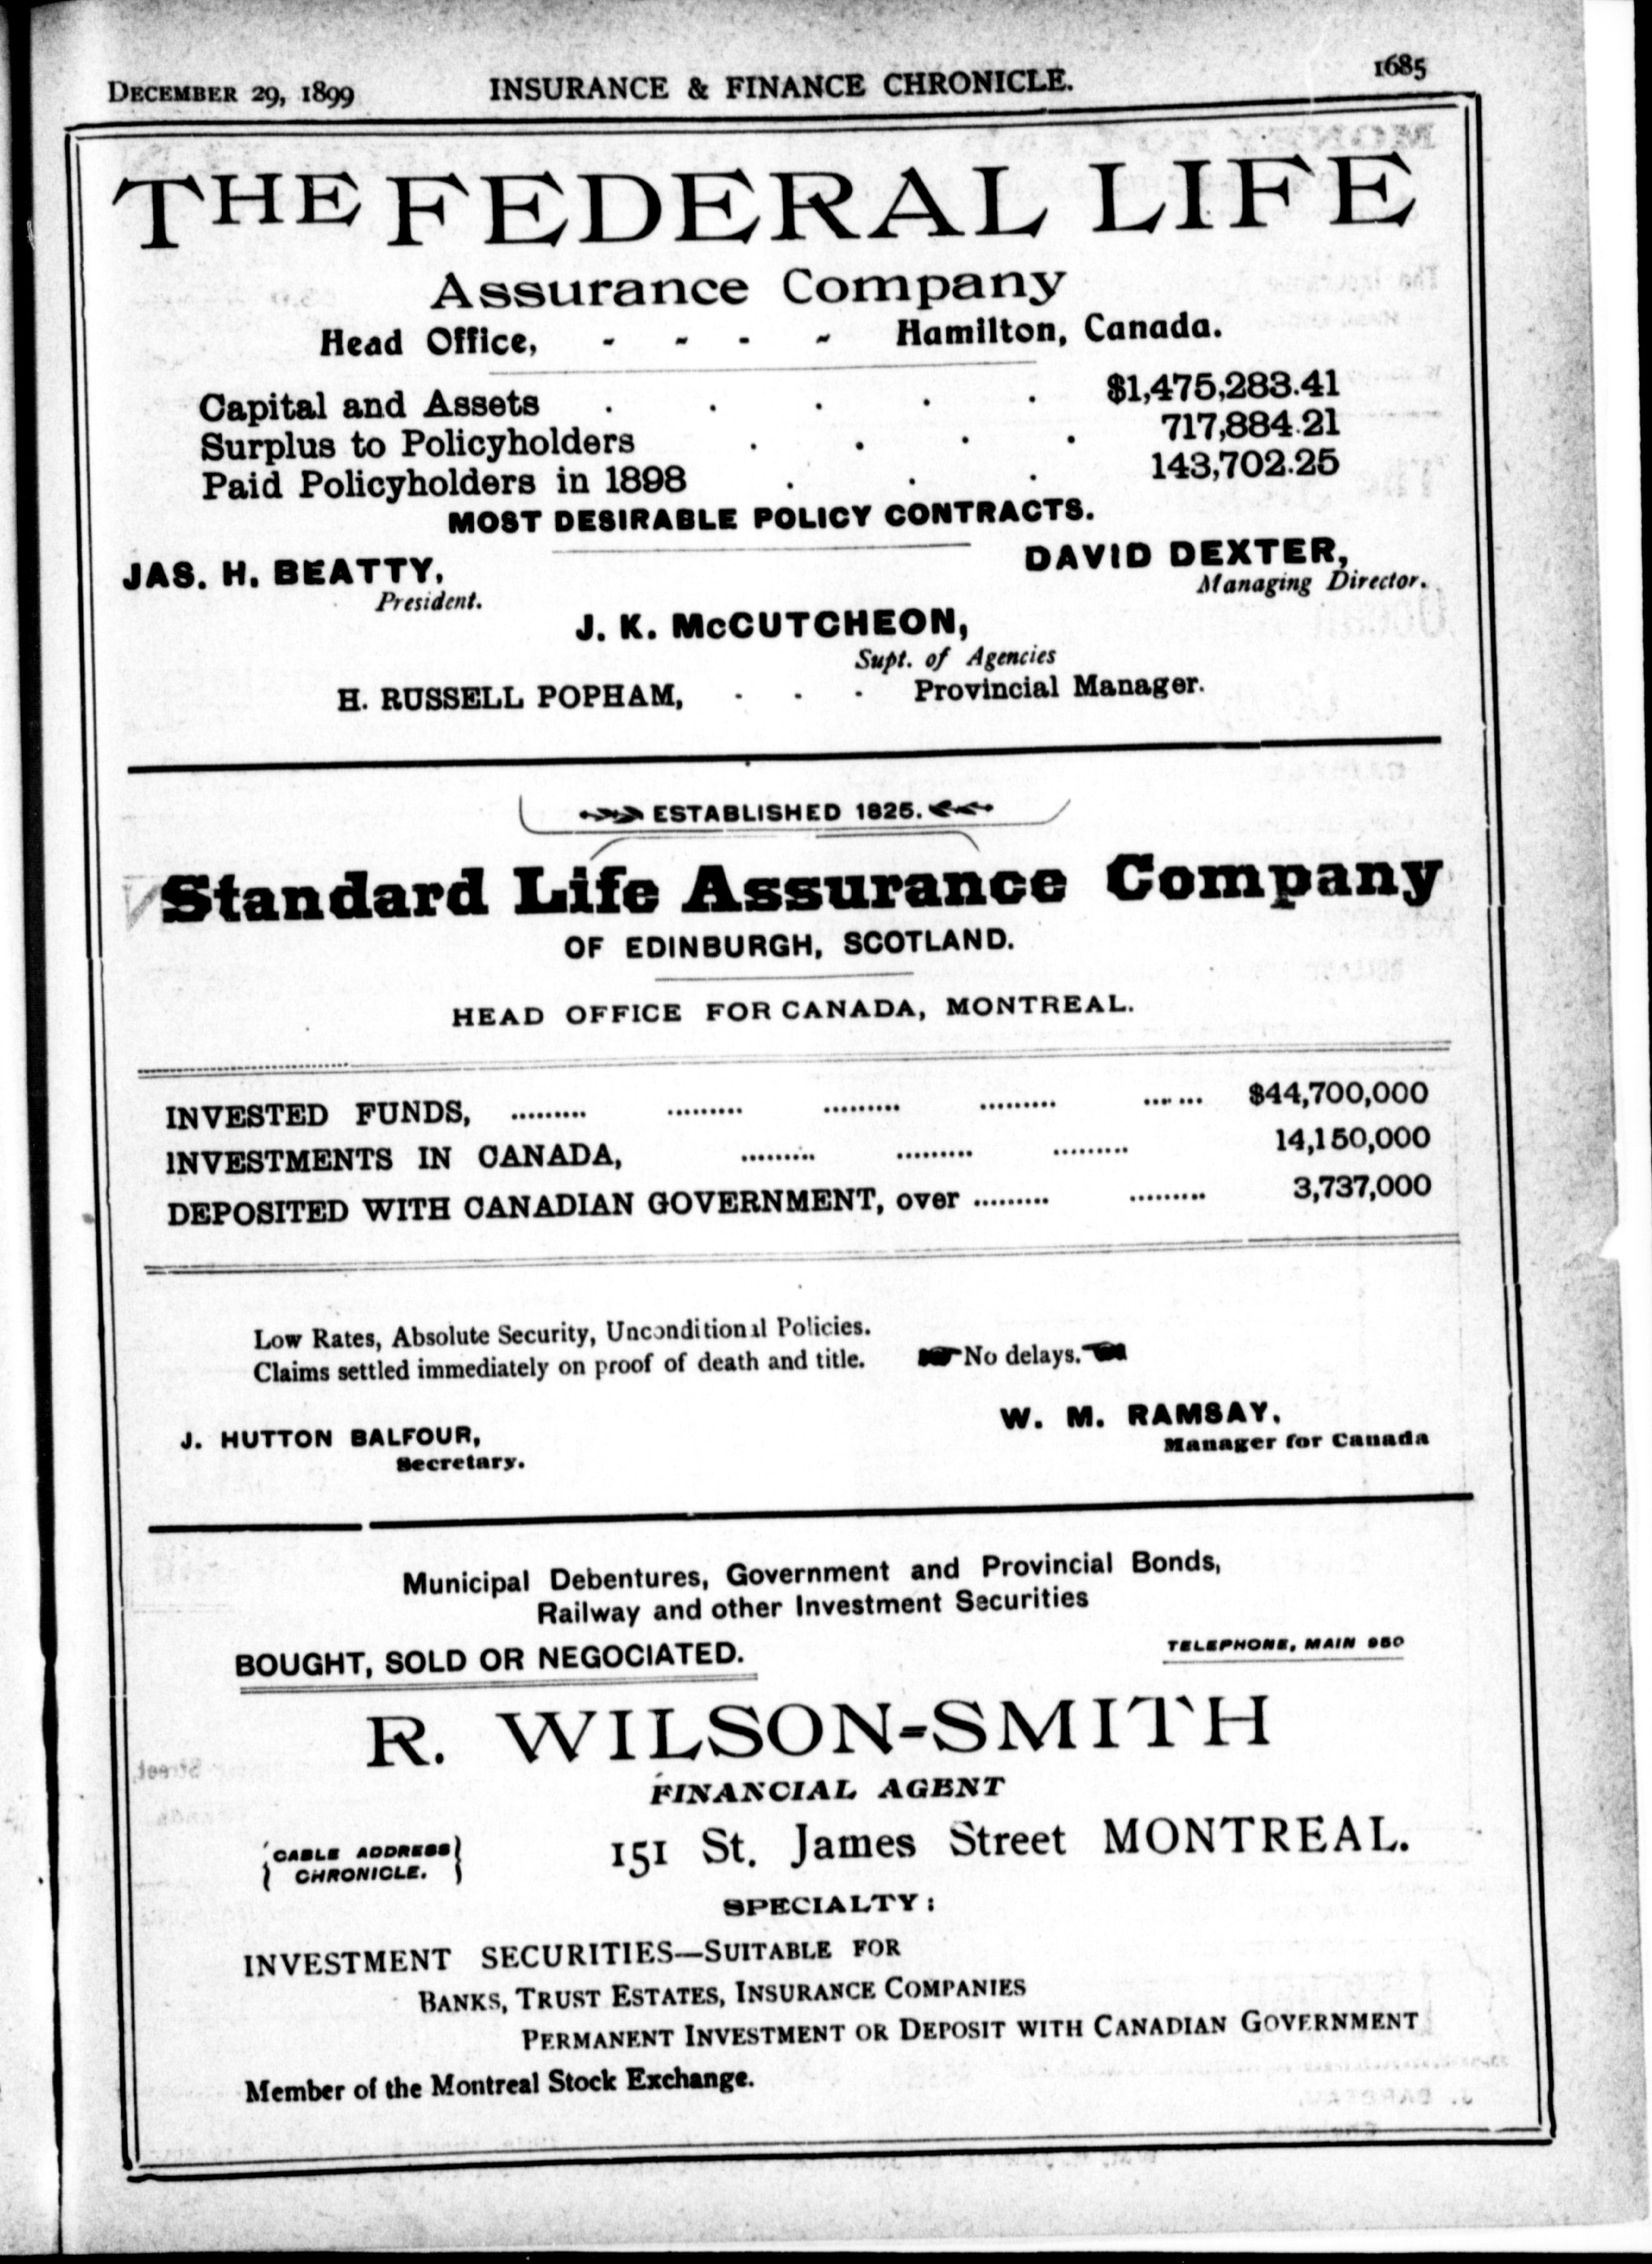 DECEMBER 29, 1899 INSURANCE & FINANCE CHRONICLE. 1685
THE FEDERAL LIFE
Assurance Company
Head Office, - - - - Hamilton, Canada.
Capital and Assets . . . . . $1,475,283.41
Surplus to Policyholders . . . . 717,884.21
Paid Policyholders in 1898 . . . 143,702.25
MOST DESIRABLE POLICY CONTRACTS.
JAS. H. BEATTY, DAVID DEXTER,
President. Managing Director.
J. K. McCUTCHEON,
Supt. of Agencies
H. RUSSELL POPHAM, - - - Provincial Manager.
ESTABLISHED 1825.
Standard Life Assurance Company
OF EDINBURGH, SCOTLAND.
HEAD OFFICE FOR CANADA, MONTREAL.
INVESTED FUNDS, ......... ......... ......... ......... ...... $44,700,000
INVESTMENTS IN CANADA, ......... ......... ......... 14,150,000
DEPOSITED WITH CANADIAN GOVERNMENT, over ......... ......... 3,737,000
Low Rates, Absolute Security, Unconditional Policies.
Claims settled immediately on proof of death and title. No delays.
J. HUTTON BALFOUR, W. M. RAMSAY,
Secretary. Manager for Canada
Municipal Debentures, Government and Provincial Bonds,
Railway and other Investment Securities
BOUGHT, SOLD OR NEGOCIATED. TELEPHONE, MAIN 950
R. WILSON-SMITH
FINANCIAL AGENT
CABLE ADDRESS
CHRONICLE.
151 St. James Street MONTREAL.
SPECIALTY:
INVESTMENT SECURITIES—SUITABLE FOR
BANKS, TRUST ESTATES, INSURANCE COMPANIES
PERMANENT INVESTMENT OR DEPOSIT WITH CANADIAN GOVERNMENT
Member of the Montreal Stock Exchange.